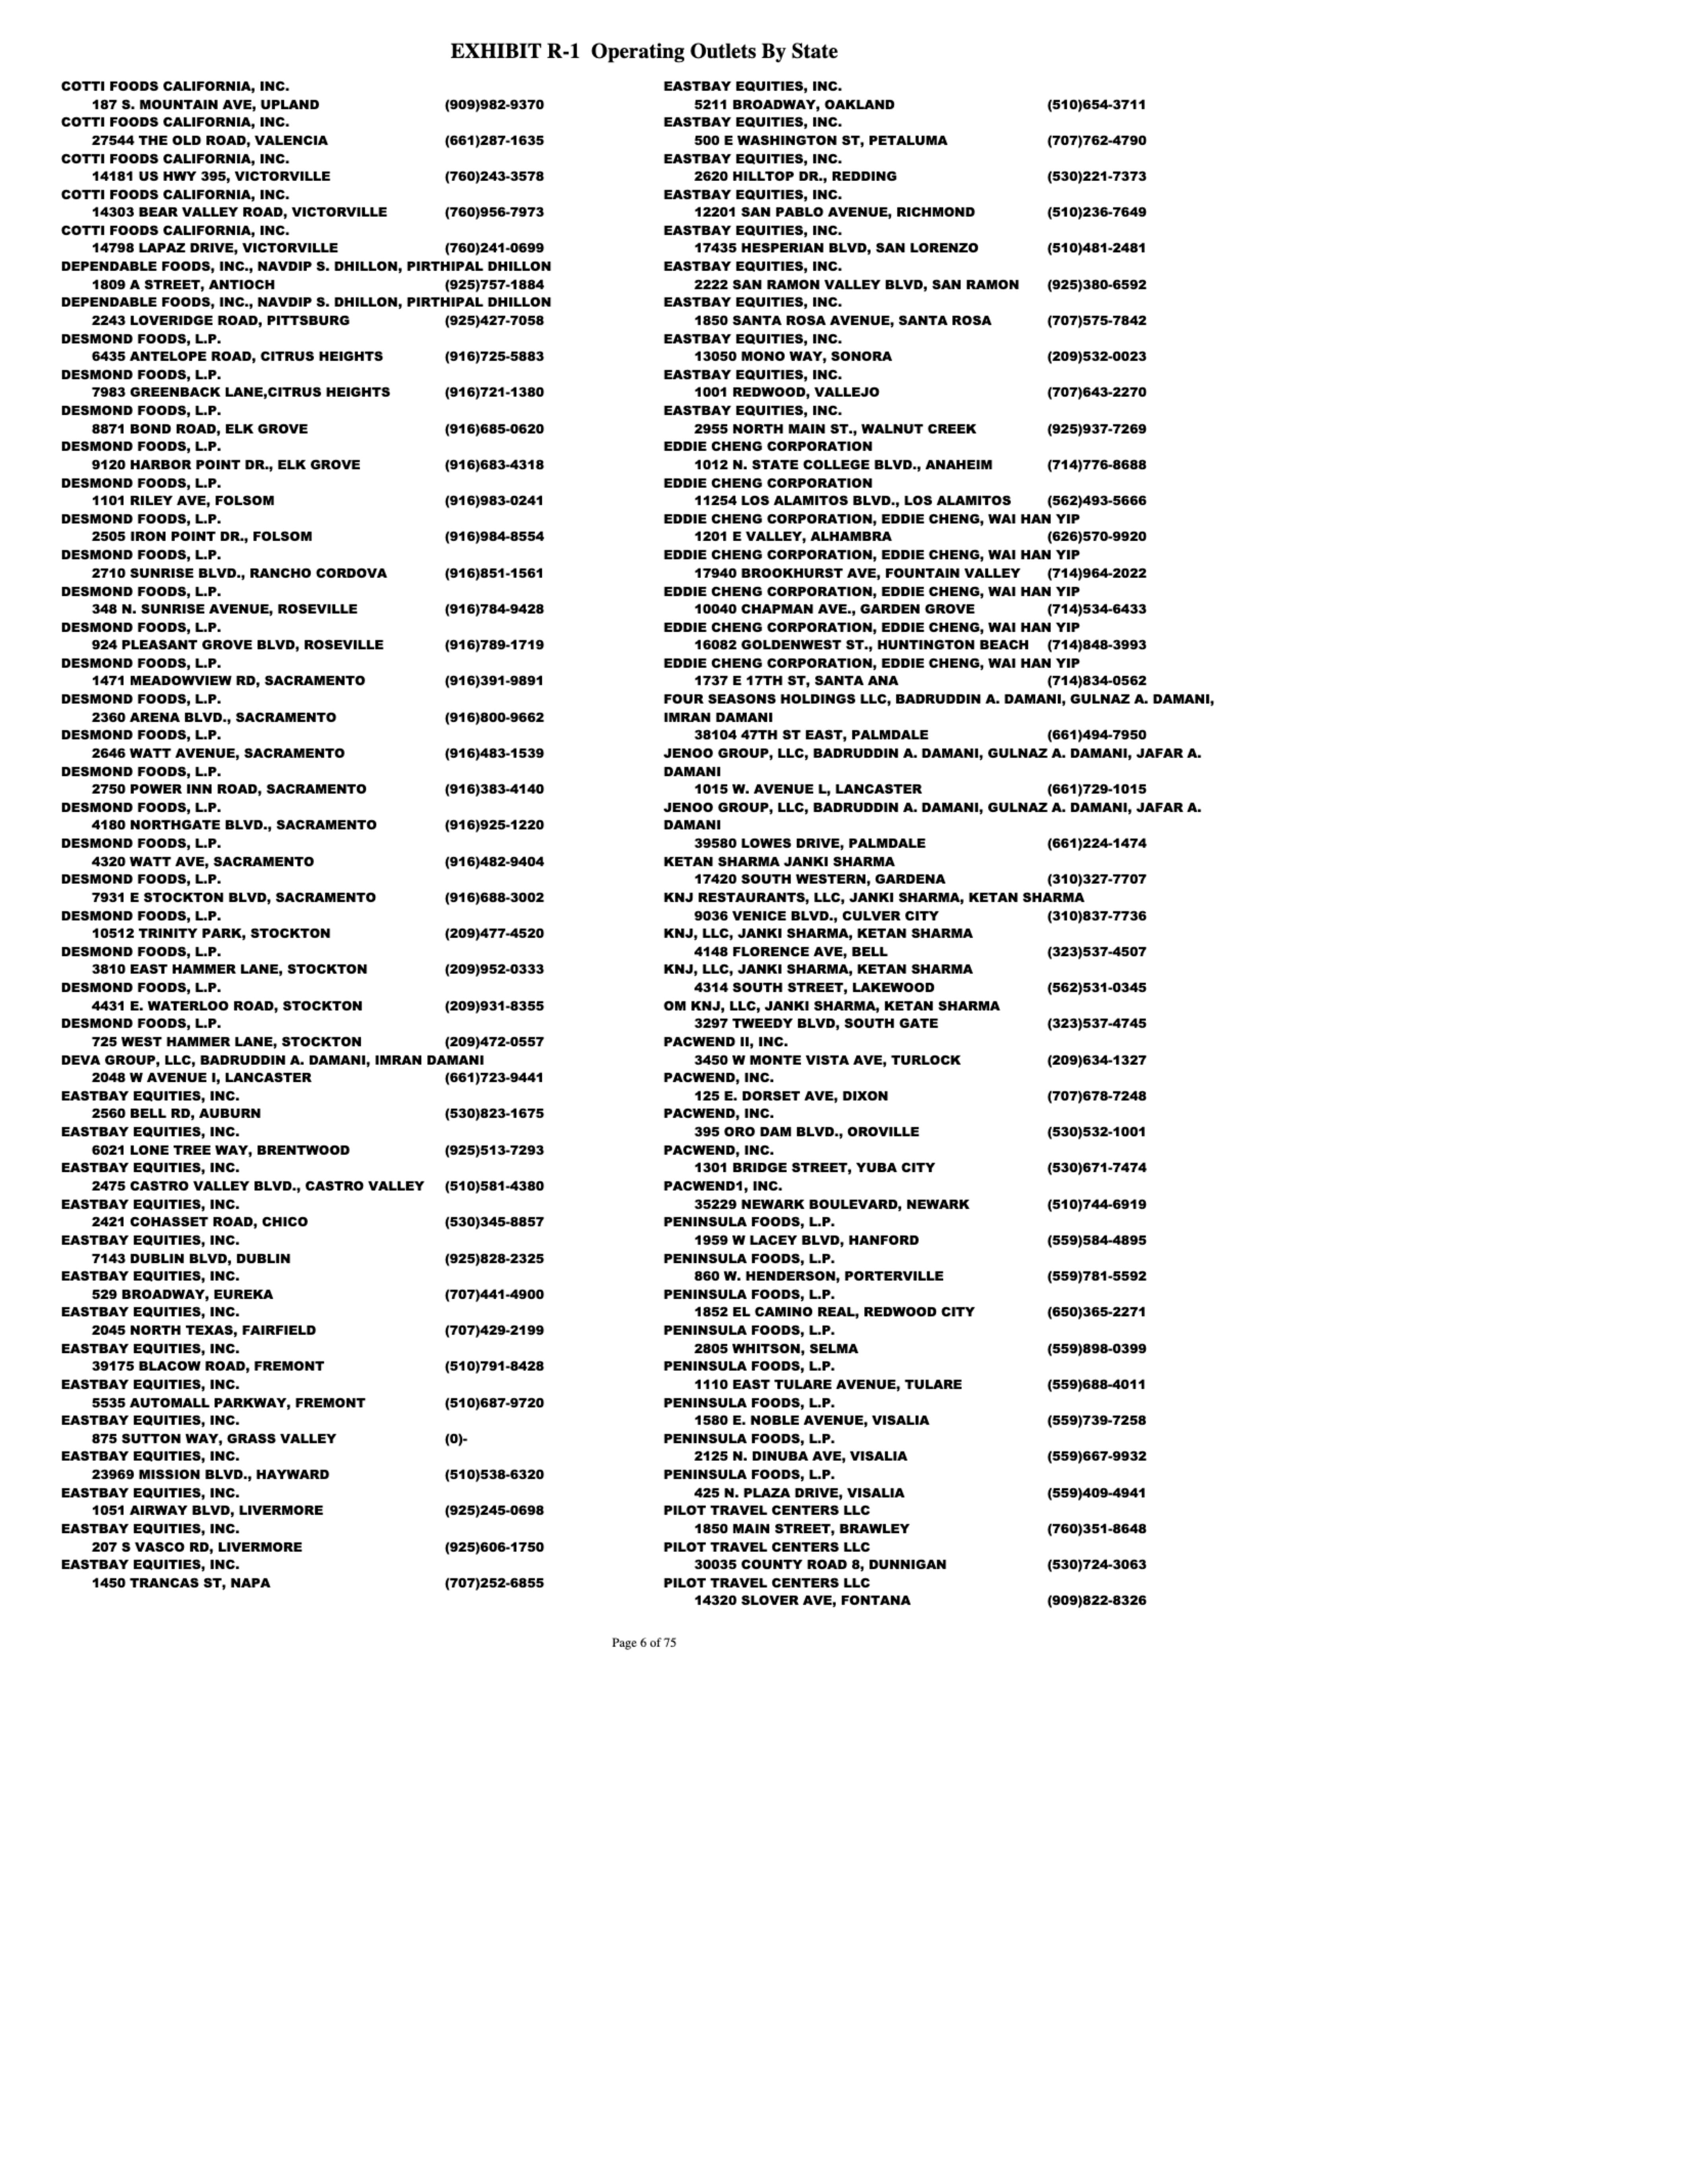 EXHIBIT R-1 Operating Outlets By State
COTTI FOODS CALIFORNIA, INC.
187 S. MOUNTAIN AVE, UPLAND (909)982-9370
COTTI FOODS CALIFORNIA, INC.
27544 THE OLD ROAD, VALENCIA (661)287-1635
COTTI FOODS CALIFORNIA, INC.
14181 US HWY 395, VICTORVILLE (760)243-3578
COTTI FOODS CALIFORNIA, INC.
14303 BEAR VALLEY ROAD, VICTORVILLE (760)956-7973
COTTI FOODS CALIFORNIA, INC.
14798 LAPAZ DRIVE, VICTORVILLE (760)241-0699
DEPENDABLE FOODS, INC., NAVDIP S. DHILLON, PIRTHIPAL DHILLON
1809 A STREET, ANTIOCH (925)757-1884
DEPENDABLE FOODS, INC., NAVDIP S. DHILLON, PIRTHIPAL DHILLON
2243 LOVERIDGE ROAD, PITTSBURG (925)427-7058
DESMOND FOODS, L.P.
6435 ANTELOPE ROAD, CITRUS HEIGHTS (916)725-5883
DESMOND FOODS, L.P.
7983 GREENBACK LANE,CITRUS HEIGHTS (916)721-1380
DESMOND FOODS, L.P.
8871 BOND ROAD, ELK GROVE (916)685-0620
DESMOND FOODS, L.P.
9120 HARBOR POINT DR., ELK GROVE (916)683-4318
DESMOND FOODS, L.P.
1101 RILEY AVE, FOLSOM (916)983-0241
DESMOND FOODS, L.P.
2505 IRON POINT DR., FOLSOM (916)984-8554
DESMOND FOODS, L.P.
2710 SUNRISE BLVD., RANCHO CORDOVA (916)851-1561
DESMOND FOODS, L.P.
348 N. SUNRISE AVENUE, ROSEVILLE (916)784-9428
DESMOND FOODS, L.P.
924 PLEASANT GROVE BLVD, ROSEVILLE (916)789-1719
DESMOND FOODS, L.P.
1471 MEADOWVIEW RD, SACRAMENTO (916)391-9891
DESMOND FOODS, L.P.
2360 ARENA BLVD., SACRAMENTO (916)800-9662
DESMOND FOODS, L.P.
2646 WATT AVENUE, SACRAMENTO (916)483-1539
DESMOND FOODS, L.P.
2750 POWER INN ROAD, SACRAMENTO (916)383-4140
DESMOND FOODS, L.P.
4180 NORTHGATE BLVD., SACRAMENTO (916)925-1220
DESMOND FOODS, L.P.
4320 WATT AVE, SACRAMENTO (916)482-9404
DESMOND FOODS, L.P.
7931 E STOCKTON BLVD, SACRAMENTO (916)688-3002
DESMOND FOODS, L.P.
10512 TRINITY PARK, STOCKTON (209)477-4520
DESMOND FOODS, L.P.
3810 EAST HAMMER LANE, STOCKTON (209)952-0333
DESMOND FOODS, L.P.
4431 E. WATERLOO ROAD, STOCKTON (209)931-8355
DESMOND FOODS, L.P.
725 WEST HAMMER LANE, STOCKTON (209)472-0557
DEVA GROUP, LLC, BADRUDDIN A. DAMANI, IMRAN DAMANI
2048 W AVENUE I, LANCASTER (661)723-9441
EASTBAY EQUITIES, INC.
2560 BELL RD, AUBURN (530)823-1675
EASTBAY EQUITIES, INC.
6021 LONE TREE WAY, BRENTWOOD (925)513-7293
EASTBAY EQUITIES, INC.
2475 CASTRO VALLEY BLVD., CASTRO VALLEY (510)581-4380
EASTBAY EQUITIES, INC.
2421 COHASSET ROAD, CHICO (530)345-8857
EASTBAY EQUITIES, INC.
7143 DUBLIN BLVD, DUBLIN (925)828-2325
EASTBAY EQUITIES, INC.
529 BROADWAY, EUREKA (707)441-4900
EASTBAY EQUITIES, INC.
2045 NORTH TEXAS, FAIRFIELD (707)429-2199
EASTBAY EQUITIES, INC.
39175 BLACOW ROAD, FREMONT (510)791-8428
EASTBAY EQUITIES, INC.
5535 AUTOMALL PARKWAY, FREMONT (510)687-9720
EASTBAY EQUITIES, INC.
875 SUTTON WAY, GRASS VALLEY (0)-
EASTBAY EQUITIES, INC.
23969 MISSION BLVD., HAYWARD (510)538-6320
EASTBAY EQUITIES, INC.
1051 AIRWAY BLVD, LIVERMORE (925)245-0698
EASTBAY EQUITIES, INC.
207 S VASCO RD, LIVERMORE (925)606-1750
EASTBAY EQUITIES, INC.
1450 TRANCAS ST, NAPA (707)252-6855
EASTBAY EQUITIES, INC.
5211 BROADWAY, OAKLAND (510)654-3711
EASTBAY EQUITIES, INC.
500 E WASHINGTON ST, PETALUMA (707)762-4790
EASTBAY EQUITIES, INC.
2620 HILLTOP DR., REDDING (530)221-7373
EASTBAY EQUITIES, INC.
12201 SAN PABLO AVENUE, RICHMOND (510)236-7649
EASTBAY EQUITIES, INC.
17435 HESPERIAN BLVD, SAN LORENZO (510)481-2481
EASTBAY EQUITIES, INC.
2222 SAN RAMON VALLEY BLVD, SAN RAMON (925)380-6592
EASTBAY EQUITIES, INC.
1850 SANTA ROSA AVENUE, SANTA ROSA (707)575-7842
EASTBAY EQUITIES, INC.
13050 MONO WAY, SONORA (209)532-0023
EASTBAY EQUITIES, INC.
1001 REDWOOD, VALLEJO (707)643-2270
EASTBAY EQUITIES, INC.
2955 NORTH MAIN ST., WALNUT CREEK (925)937-7269
EDDIE CHENG CORPORATION
1012 N. STATE COLLEGE BLVD., ANAHEIM (714)776-8688
EDDIE CHENG CORPORATION
11254 LOS ALAMITOS BLVD., LOS ALAMITOS (562)493-5666
EDDIE CHENG CORPORATION, EDDIE CHENG, WAI HAN YIP
1201 E VALLEY, ALHAMBRA (626)570-9920
EDDIE CHENG CORPORATION, EDDIE CHENG, WAI HAN YIP
17940 BROOKHURST AVE, FOUNTAIN VALLEY (714)964-2022
EDDIE CHENG CORPORATION, EDDIE CHENG, WAI HAN YIP
10040 CHAPMAN AVE., GARDEN GROVE (714)534-6433
EDDIE CHENG CORPORATION, EDDIE CHENG, WAI HAN YIP
16082 GOLDENWEST ST., HUNTINGTON BEACH (714)848-3993
EDDIE CHENG CORPORATION, EDDIE CHENG, WAI HAN YIP
1737 E 17TH ST, SANTA ANA (714)834-0562
FOUR SEASONS HOLDINGS LLC, BADRUDDIN A. DAMANI, GULNAZ A. DAMANI,
IMRAN DAMANI
38104 47TH ST EAST, PALMDALE (661)494-7950
JENOO GROUP, LLC, BADRUDDIN A. DAMANI, GULNAZ A. DAMANI, JAFAR A.
DAMANI
1015 W. AVENUE L, LANCASTER (661)729-1015
JENOO GROUP, LLC, BADRUDDIN A. DAMANI, GULNAZ A. DAMANI, JAFAR A.
DAMANI
39580 LOWES DRIVE, PALMDALE (661)224-1474
KETAN SHARMA JANKI SHARMA
17420 SOUTH WESTERN, GARDENA (310)327-7707
KNJ RESTAURANTS, LLC, JANKI SHARMA, KETAN SHARMA
9036 VENICE BLVD., CULVER CITY (310)837-7736
KNJ, LLC, JANKI SHARMA, KETAN SHARMA
4148 FLORENCE AVE, BELL (323)537-4507
KNJ, LLC, JANKI SHARMA, KETAN SHARMA
4314 SOUTH STREET, LAKEWOOD (562)531-0345
OM KNJ, LLC, JANKI SHARMA, KETAN SHARMA
3297 TWEEDY BLVD, SOUTH GATE (323)537-4745
PACWEND II, INC.
3450 W MONTE VISTA AVE, TURLOCK (209)634-1327
PACWEND, INC.
125 E. DORSET AVE, DIXON (707)678-7248
PACWEND, INC.
395 ORO DAM BLVD., OROVILLE (530)532-1001
PACWEND, INC.
1301 BRIDGE STREET, YUBA CITY (530)671-7474
PACWEND1, INC.
35229 NEWARK BOULEVARD, NEWARK (510)744-6919
PENINSULA FOODS, L.P.
1959 W LACEY BLVD, HANFORD (559)584-4895
PENINSULA FOODS, L.P.
860 W. HENDERSON, PORTERVILLE (559)781-5592
PENINSULA FOODS, L.P.
1852 EL CAMINO REAL, REDWOOD CITY (650)365-2271
PENINSULA FOODS, L.P.
2805 WHITSON, SELMA (559)898-0399
PENINSULA FOODS, L.P.
1110 EAST TULARE AVENUE, TULARE (559)688-4011
PENINSULA FOODS, L.P.
1580 E. NOBLE AVENUE, VISALIA (559)739-7258
PENINSULA FOODS, L.P.
2125 N. DINUBA AVE, VISALIA (559)667-9932
PENINSULA FOODS, L.P.
425 N. PLAZA DRIVE, VISALIA (559)409-4941
PILOT TRAVEL CENTERS LLC
1850 MAIN STREET, BRAWLEY (760)351-8648
PILOT TRAVEL CENTERS LLC
30035 COUNTY ROAD 8, DUNNIGAN (530)724-3063
PILOT TRAVEL CENTERS LLC
14320 SLOVER AVE, FONTANA (909)822-8326
Page 6 of 75